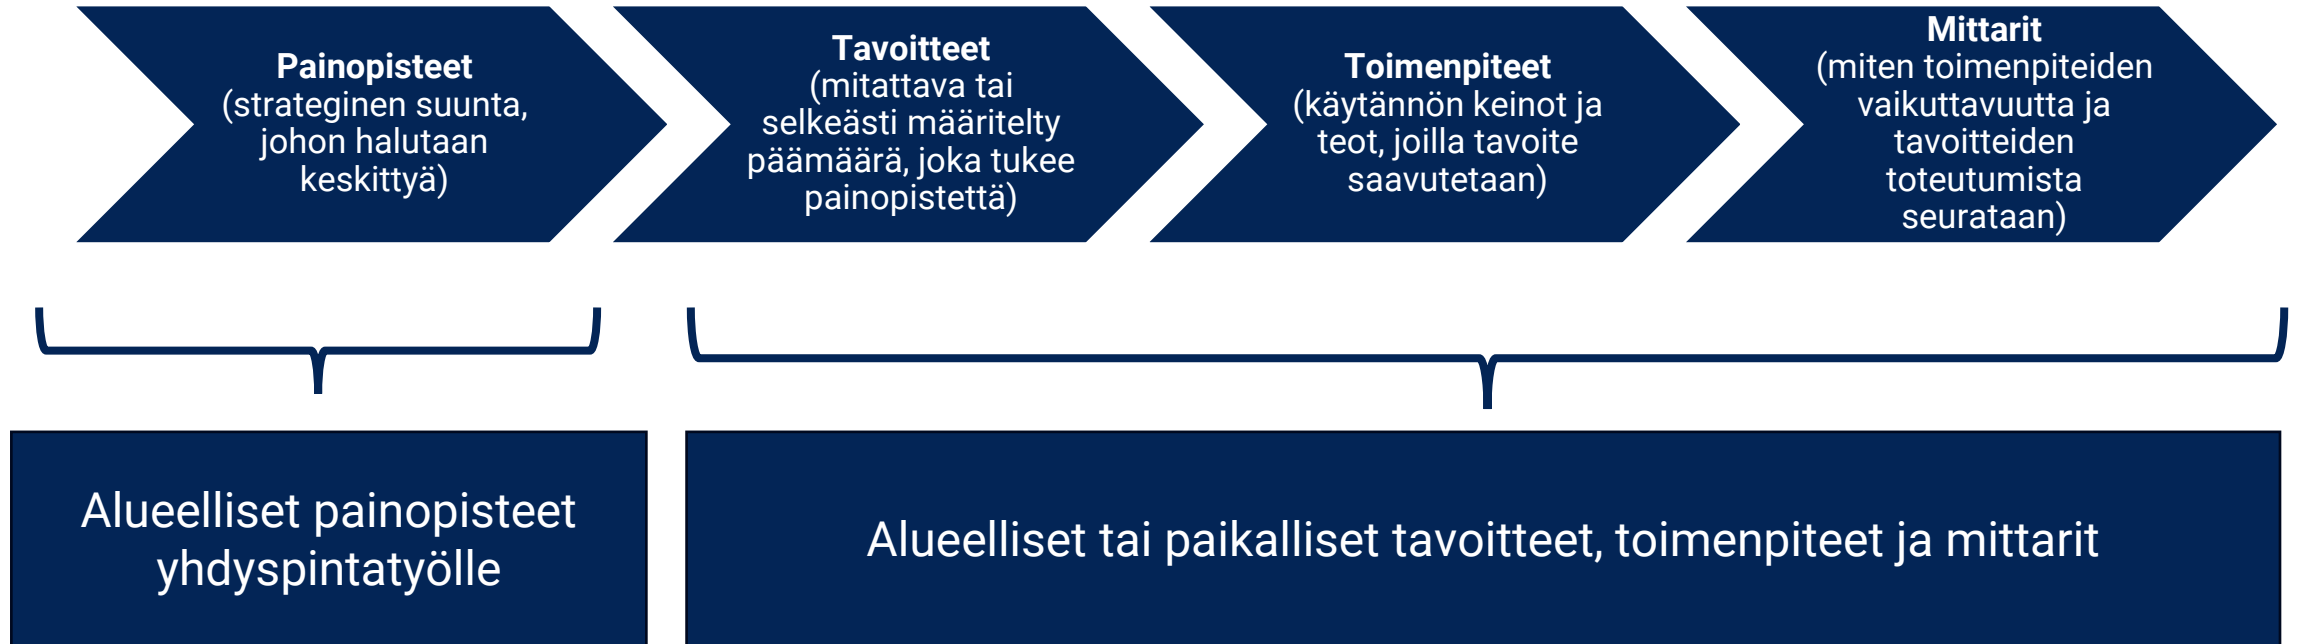 Painopisteet
(strateginen suunta,
johon halutaan
keskittyä)
Tavoitteet
(mitattava tai
selkeästi määritelty
päämäärä, joka tukee
painopistettä)
Toimenpiteet
(käytännön keinot ja
teot, joilla tavoite
saavutetaan)
Mittarit
(miten toimenpiteiden
vaikuttavuutta ja
tavoitteiden
toteutumista
seurataan)
Alueelliset painopisteet
yhdyspintatyölle
Alueelliset tai paikalliset tavoitteet, toimenpiteet ja mittarit